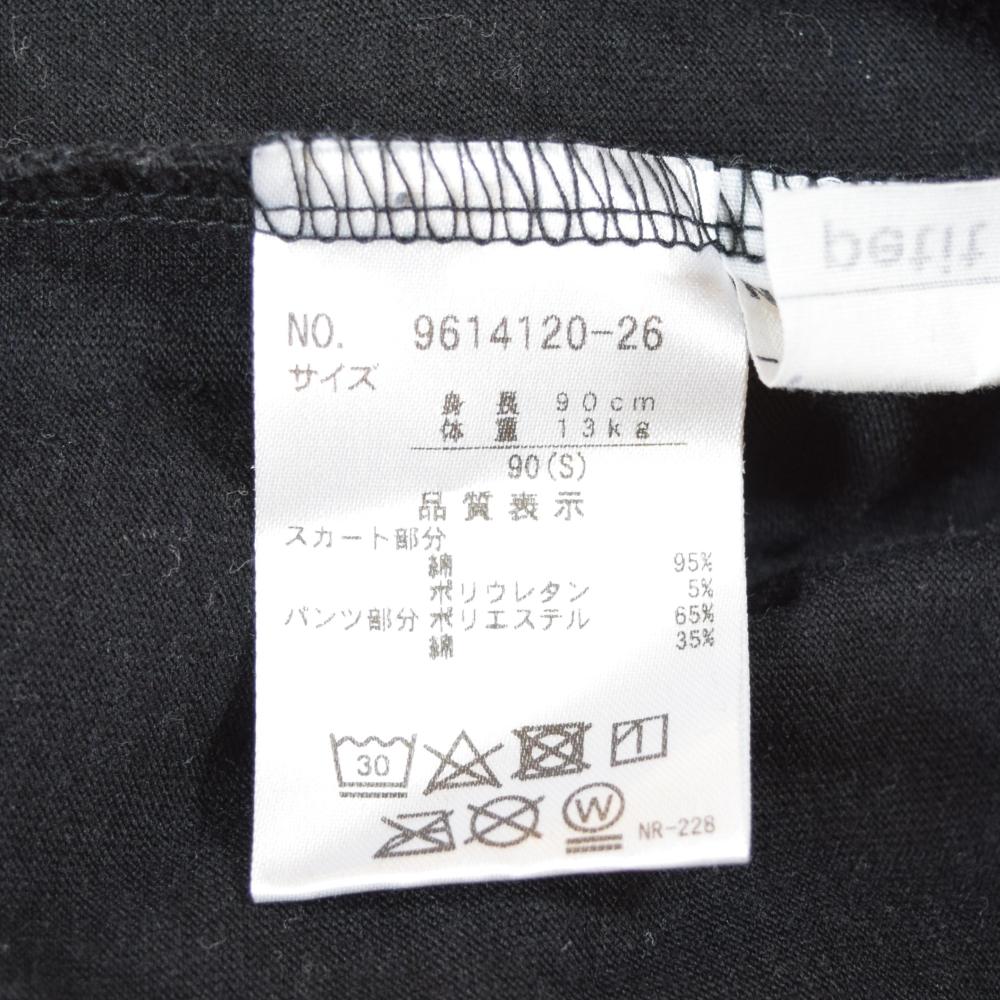 NO. 9614120-26
サイズ
身 長 90cm
体 重 13kg
90(S)
品質表示
スカート部分
綿 95%
ポリウレタン 5%
パンツ部分 ポリエステル 65%
綿 35%
30
W
NR-228
petit